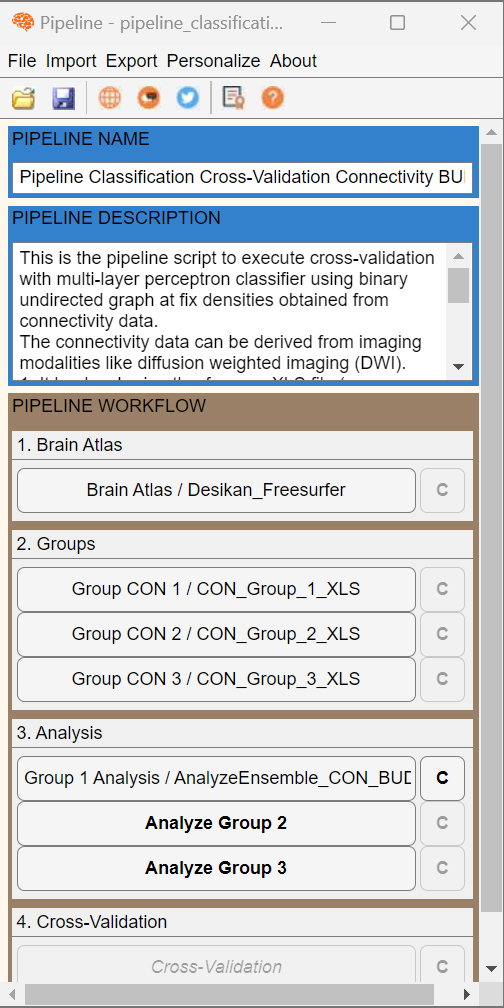 Pipeline - pipeline_classificati...
File Import Export Personalize About
PIPELINE NAME
Pipeline Classification Cross-Validation Connectivity BU
PIPELINE DESCRIPTION
This is the pipeline script to execute cross-validation
with multi-layer perceptron classifier using binary
undirected graph at fix densities obtained from
connectivity data.
The connectivity data can be derived from imaging
modalities like diffusion weighted imaging (DWI).
PIPELINE WORKFLOW
1. Brain Atlas
Brain Atlas / Desikan_Freesurfer C
2. Groups
Group CON 1 / CON_Group_1_XLS C
Group CON 2 / CON_Group_2_XLS C
Group CON 3 / CON_Group_3_XLS C
3. Analysis
Group 1 Analysis / AnalyzeEnsemble_CON_BUD C
Analyze Group 2 C
Analyze Group 3 C
4. Cross-Validation
Cross-Validation C